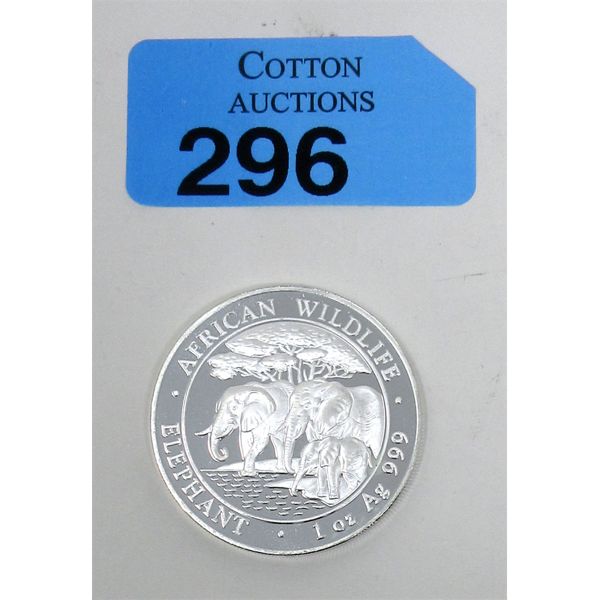 COTTON
AUCTIONS
296
AFRICAN WILDLIFE
ELEPHANT · 1 oz Ag 999